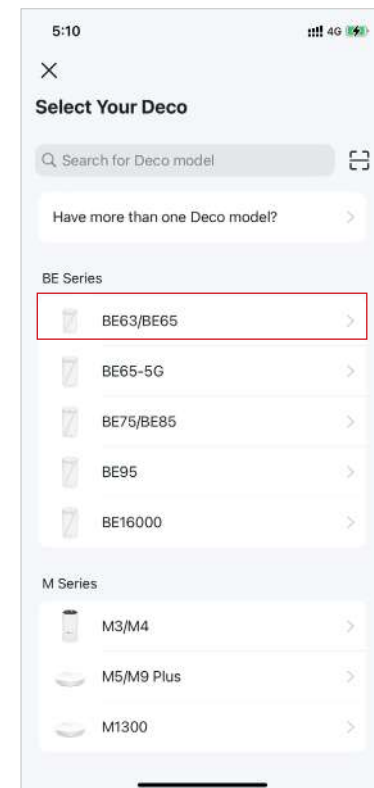 5:10
4G
Select Your Deco
Search for Deco model
Have more than one Deco model?
BE Series
BE63/BE65
BE65-5G
BE75/BE85
BE95
BE16000
M Series
M3/M4
M5/M9 Plus
M1300